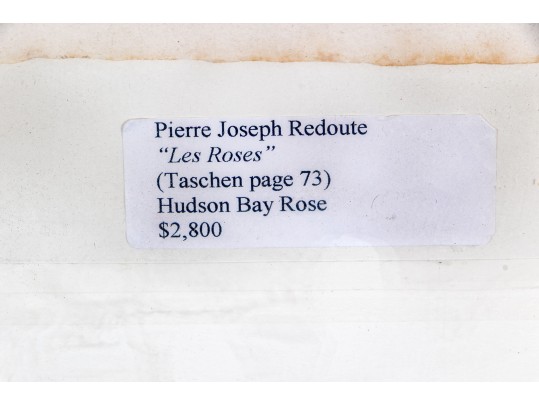 Pierre Joseph Redoute
“Les Roses”
(Taschen page 73)
Hudson Bay Rose
$2,800